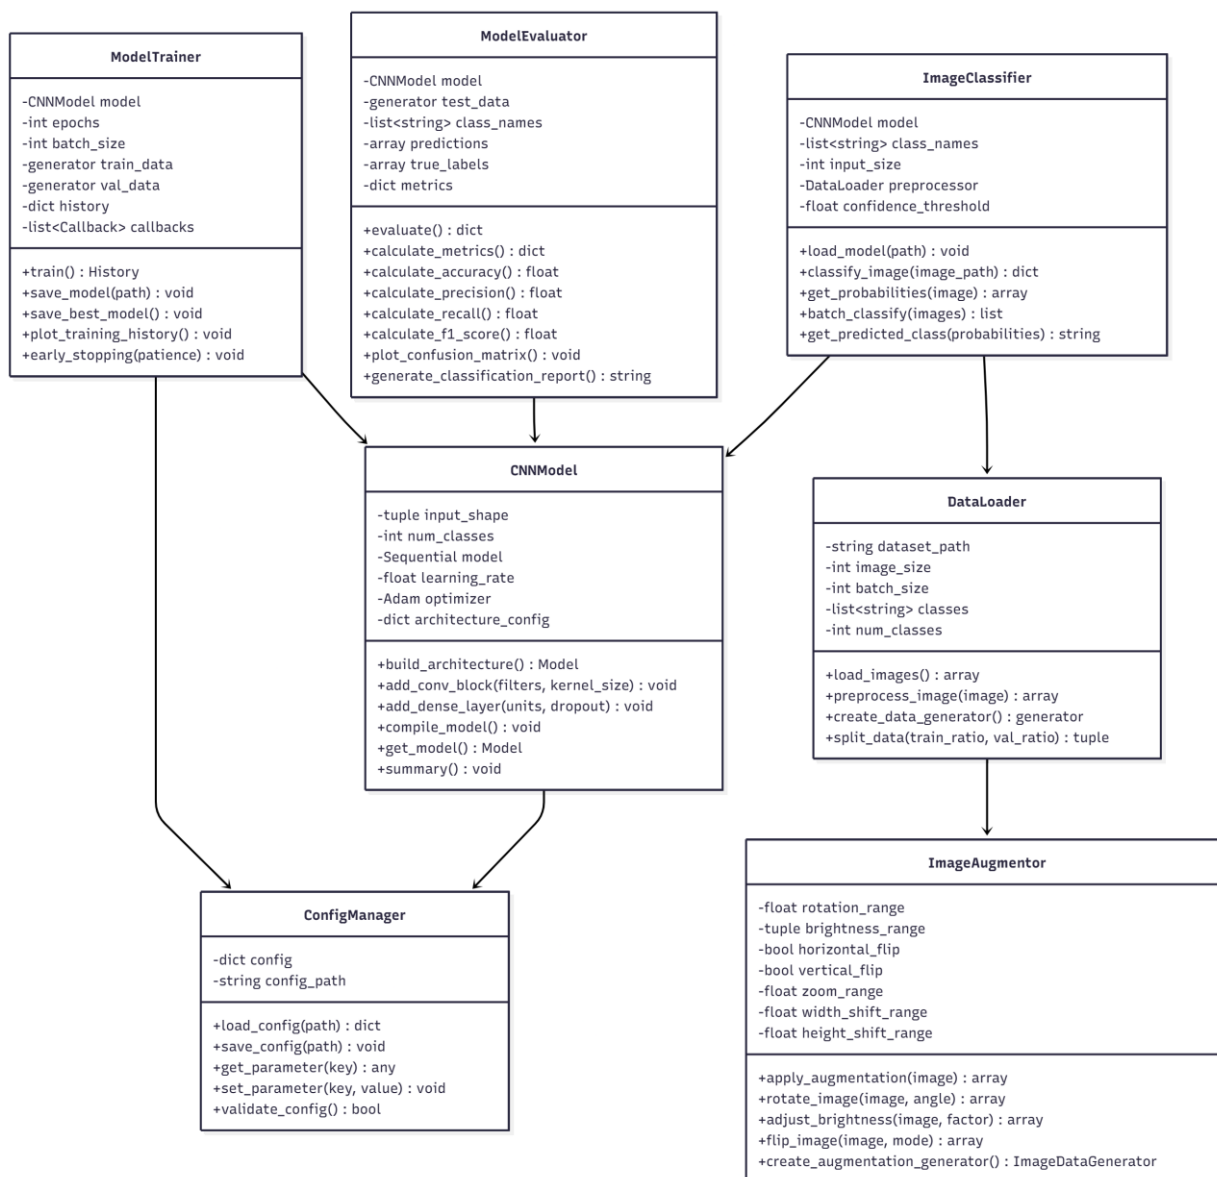 ModelTrainer
-CNNModel model
-int epochs
-int batch_size
-generator train_data
-generator val_data
-dict history
-list<Callback> callbacks
+train() : History
+save_model(path) : void
+save_best_model() : void
+plot_training_history() : void
+early_stopping(patience) : void
ModelEvaluator
-CNNModel model
-generator test_data
-list<string> class_names
-array predictions
-array true_labels
-dict metrics
+evaluate() : dict
+calculate_metrics() : dict
+calculate_accuracy() : float
+calculate_precision() : float
+calculate_recall() : float
+calculate_f1_score() : float
+plot_confusion_matrix() : void
+generate_classification_report() : string
ImageClassifier
-CNNModel model
-list<string> class_names
-int input_size
-DataLoader preprocessor
-float confidence_threshold
+load_model(path) : void
+classify_image(image_path) : dict
+get_probabilities(image) : array
+batch_classify(images) : list
+get_predicted_class(probabilities) : string
CNNModel
-tuple input_shape
-int num_classes
-Sequential model
-float learning_rate
-Adam optimizer
-dict architecture_config
+build_architecture() : Model
+add_conv_block(filters, kernel_size) : void
+add_dense_layer(units, dropout) : void
+compile_model() : void
+get_model() : Model
+summary() : void
DataLoader
-string dataset_path
-int image_size
-int batch_size
-list<string> classes
-int num_classes
+load_images() : array
+preprocess_image(image) : array
+create_data_generator() : generator
+split_data(train_ratio, val_ratio) : tuple
ConfigManager
-dict config
-string config_path
+load_config(path) : dict
+save_config(path) : void
+get_parameter(key) : any
+set_parameter(key, value) : void
+validate_config() : bool
ImageAugmentor
-float rotation_range
-tuple brightness_range
-bool horizontal_flip
-bool vertical_flip
-float zoom_range
-float width_shift_range
-float height_shift_range
+apply_augmentation(image) : array
+rotate_image(image, angle) : array
+adjust_brightness(image, factor) : array
+flip_image(image, mode) : array
+create_augmentation_generator() : ImageDataGenerator